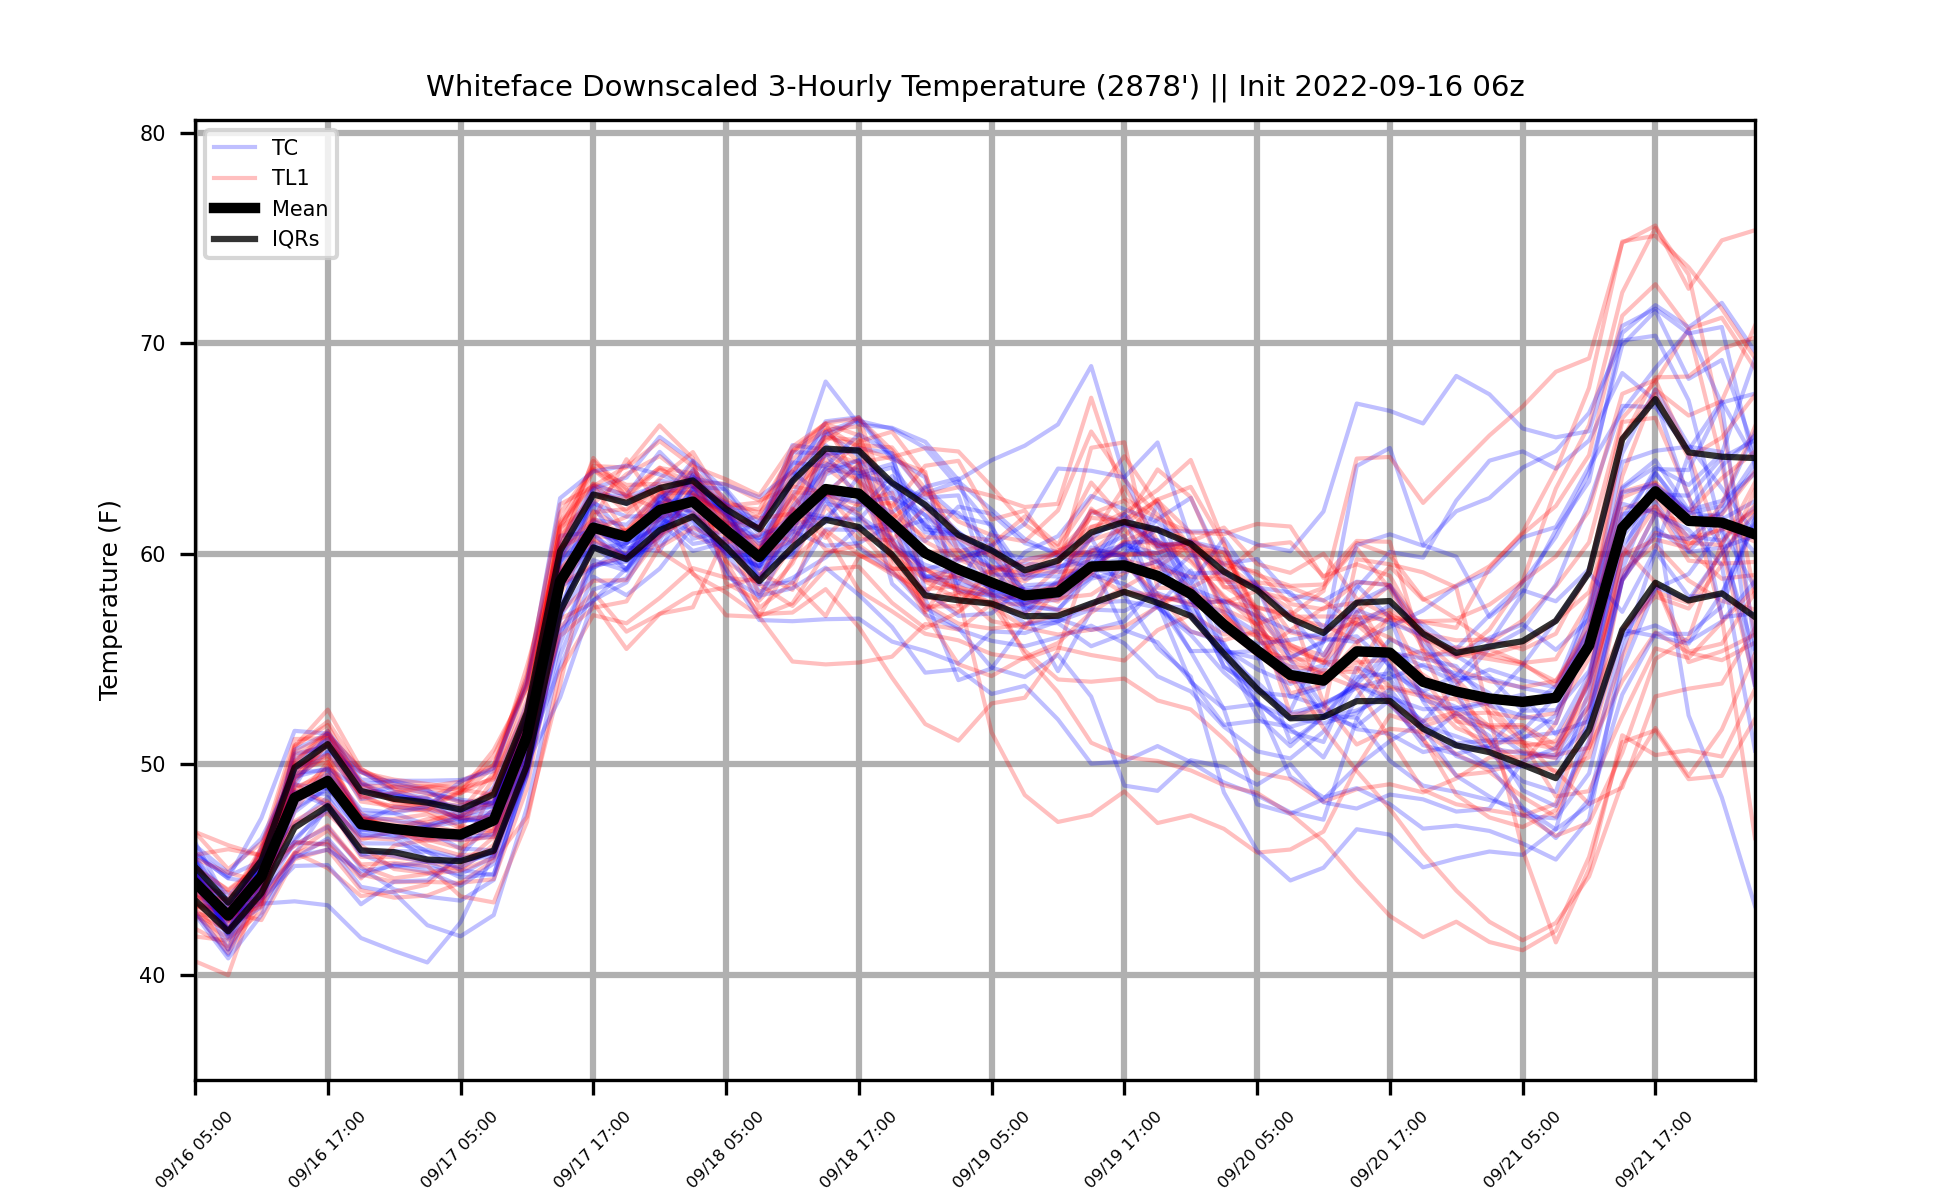 Whiteface Downscaled 3-Hourly Temperature (2878') || Init 2022-09-16 06z
TC
TL1
Mean
IQRs
Temperature (F)
80
70
60
50
40
09/16 05:00
09/16 17:00
09/17 05:00
09/17 17:00
09/18 05:00
09/18 17:00
09/19 05:00
09/19 17:00
09/20 05:00
09/20 17:00
09/21 05:00
09/21 17:00